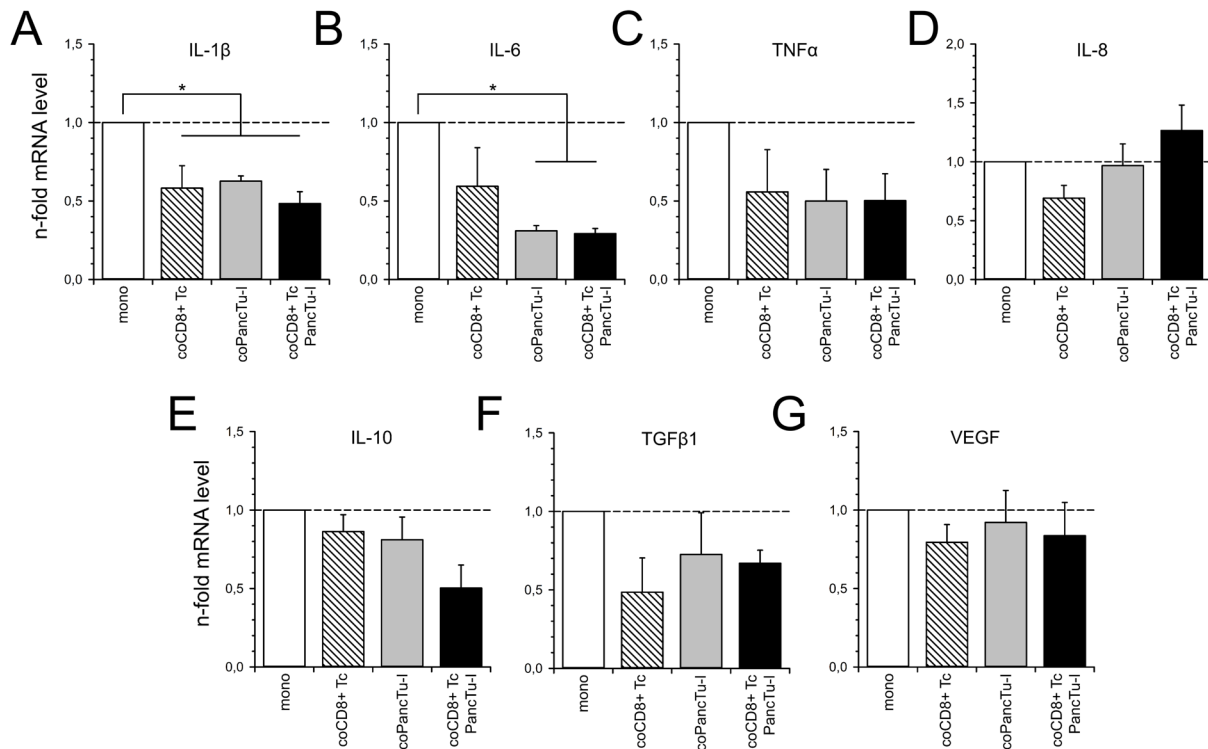 A
IL-1β
n-fold mRNA level
1,5
1,0
0,5
0,0
*
mono
coCD8+ Tc
coPancTu-I
coCD8+ Tc
PancTu-I
B
IL-6
1,5
1,0
0,5
0,0
*
mono
coCD8+ Tc
coPancTu-I
coCD8+ Tc
PancTu-I
C
TNFα
1,5
1,0
0,5
0,0
mono
coCD8+ Tc
coPancTu-I
coCD8+ Tc
PancTu-I
D
IL-8
2,0
1,5
1,0
0,5
0,0
mono
coCD8+ Tc
coPancTu-I
coCD8+ Tc
PancTu-I
E
IL-10
n-fold mRNA level
1,5
1,0
0,5
0,0
mono
coCD8+ Tc
coPancTu-I
coCD8+ Tc
PancTu-I
F
TGFβ1
1,5
1,0
0,5
0,0
mono
coCD8+ Tc
coPancTu-I
coCD8+ Tc
PancTu-I
G
VEGF
1,5
1,0
0,5
0,0
mono
coCD8+ Tc
coPancTu-I
coCD8+ Tc
PancTu-I